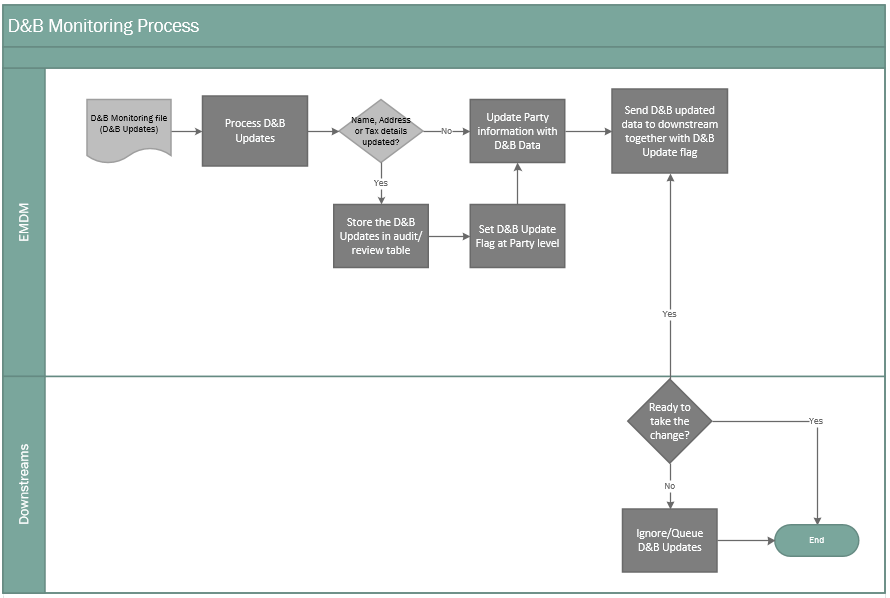 D&B Monitoring Process
EMDM
D&B Monitoring file
(D&B Updates)
Process D&B
Updates
Name, Address
or Tax details
updated?
No
Update Party
information with
D&B Data
Send D&B updated
data to downstream
together with D&B
Update flag
Yes
Store the D&B
Updates in audit/
review table
Set D&B Update
Flag at Party level
Yes
Downstreams
Ready to
take the
change?
Yes
No
Ignore/Queue
D&B Updates
End